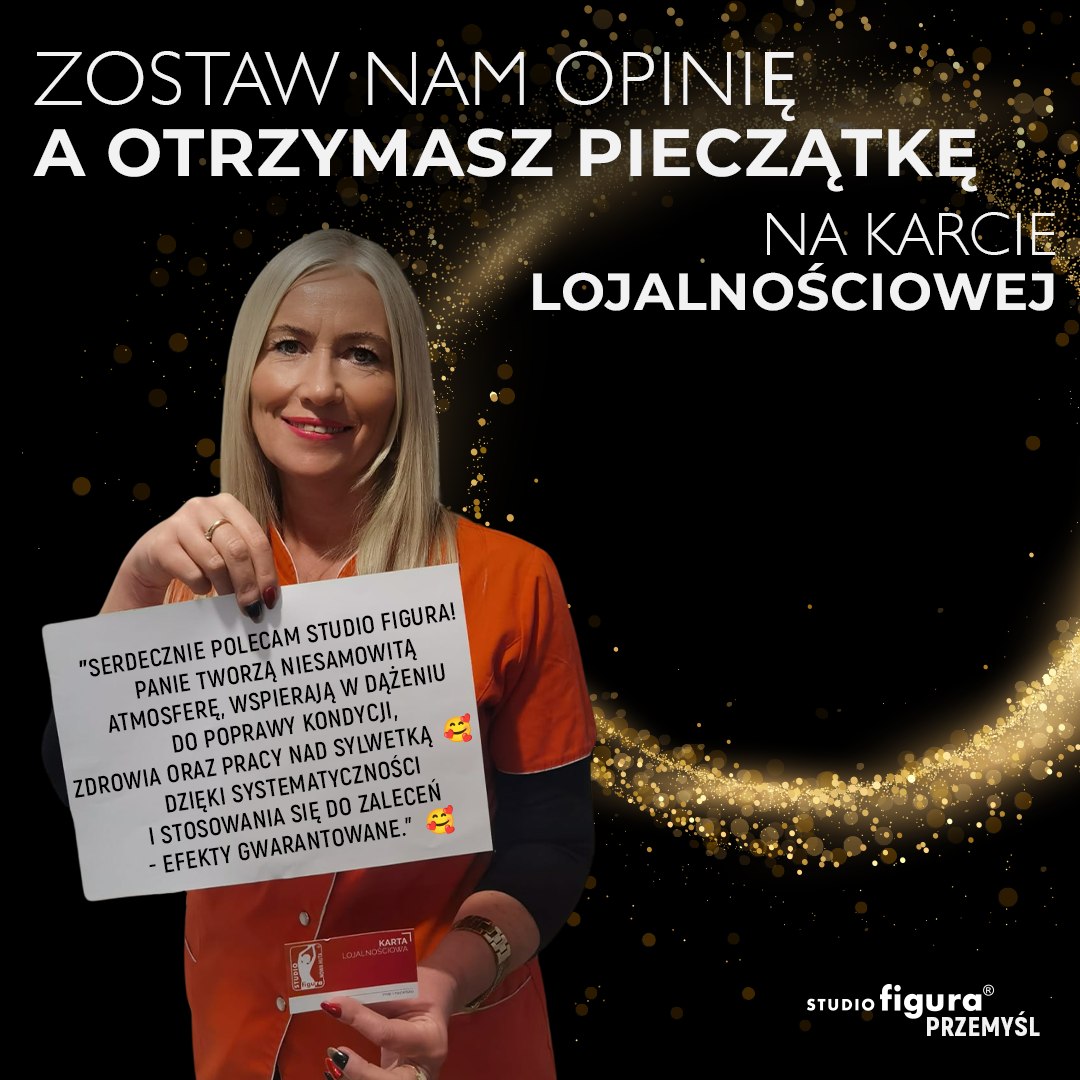 ZOSTAW NAM OPINIĘ
A OTRZYMASZ PIECZĄTKĘ
NA KARCIE
LOJALNOŚCIOWEJ
"SERDECZNIE POLECAM STUDIO FIGURA!
PANIE TWORZĄ NIESAMOWITĄ
ATMOSFERĘ, WSPIERAJĄ W DĄŻENIU
DO POPRAWY KONDYCJI,
ZDROWIA ORAZ PRACY NAD SYLWETKĄ 🥰
DZIĘKI SYSTEMATYCZNOŚCI
I STOSOWANIA SIĘ DO ZALECEŃ
- EFEKTY GWARANTOWANE." 🥰
KARTA
LOJALNOŚCIOWA
STUDIO
figura
STUDIO figura®
PRZEMYŚL